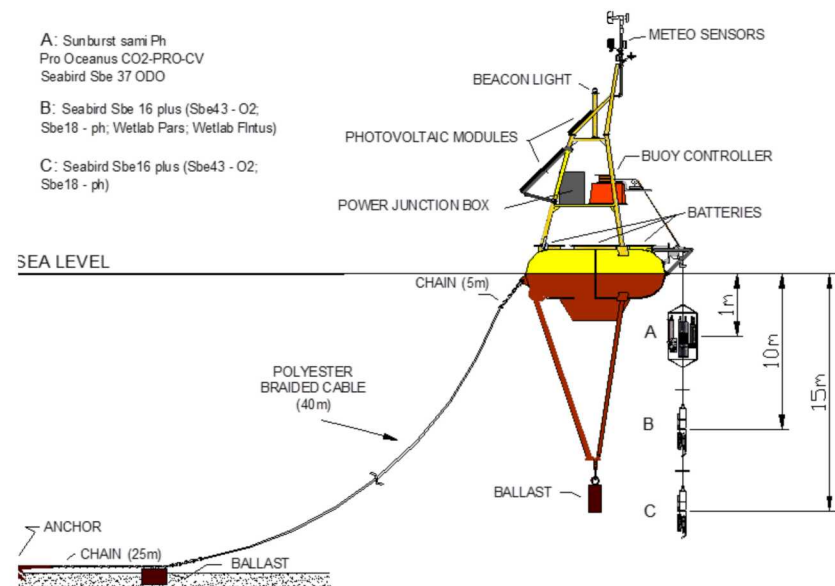 A: Sunburst sami Ph
Pro Oceanus CO2-PRO-CV
Seabird Sbe 37 ODO
B: Seabird Sbe 16 plus (Sbe43 - O2;
Sbe18 - ph; Wetlab Pars; Wetlab Flntus)
C: Seabird Sbe16 plus (Sbe43 - O2;
Sbe18 - ph)
METEO SENSORS
BEACON LIGHT
PHOTOVOLTAIC MODULES
BUOY CONTROLLER
POWER JUNCTION BOX
BATTERIES
SEA LEVEL
CHAIN (5m)
1m
A
10m
15m
POLYESTER
BRAIDED CABLE
(40m)
B
BALLAST
C
ANCHOR
CHAIN (25m)
BALLAST